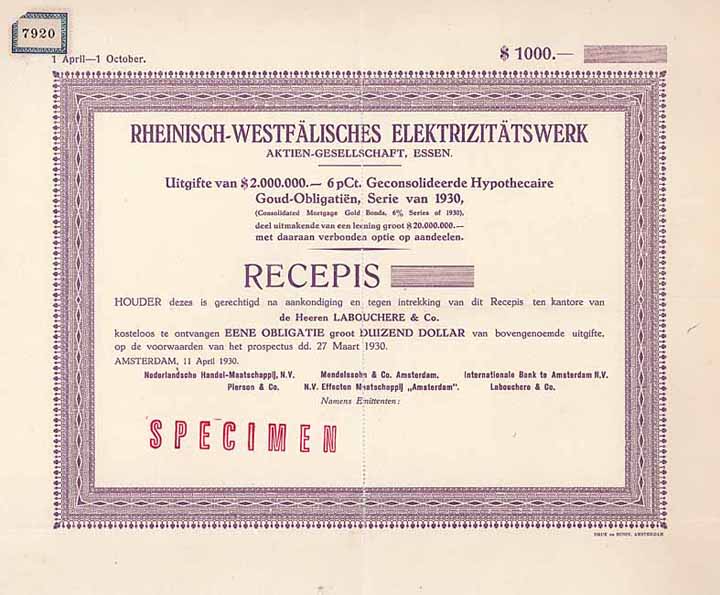 7920
1 April—1 October.
$ 1000.—
RHEINISCH-WESTFÄLISCHES ELEKTRIZITÄTSWERK
AKTIEN-GESELLSCHAFT, ESSEN.
Uitgifte van $ 2.000.000.— 6 pCt. Geconsolideerde Hypothecaire
Goud-Obligatiën, Serie van 1930,
(Consolidated Mortgage Gold Bonds, 6% Series of 1930),
deel uitmakende van een leening groot $ 20.000.000.—
met daaraan verbonden optie op aandeelen.
RECEPIS
HOUDER dezes is gerechtigd na aankondiging en tegen intrekking van dit Recepis ten kantore van
de Heeren LABOUCHERE & Co.
kosteloos te ontvangen EENE OBLIGATIE groot DUIZEND DOLLAR van bovengenoemde uitgifte,
op de voorwaarden van het prospectus dd. 27 Maart 1930.
AMSTERDAM, 11 April 1930.
Nederlandsche Handel-Maatschappij, N.V. Mendelssohn & Co. Amsterdam. Internationale Bank te Amsterdam N.V.
Pierson & Co. N.V. Effecten Maatschappij „Amsterdam". Labouchere & Co.
Namens Emittenten:
SPECIMEN
DRUK DE BUSSY, AMSTERDAM